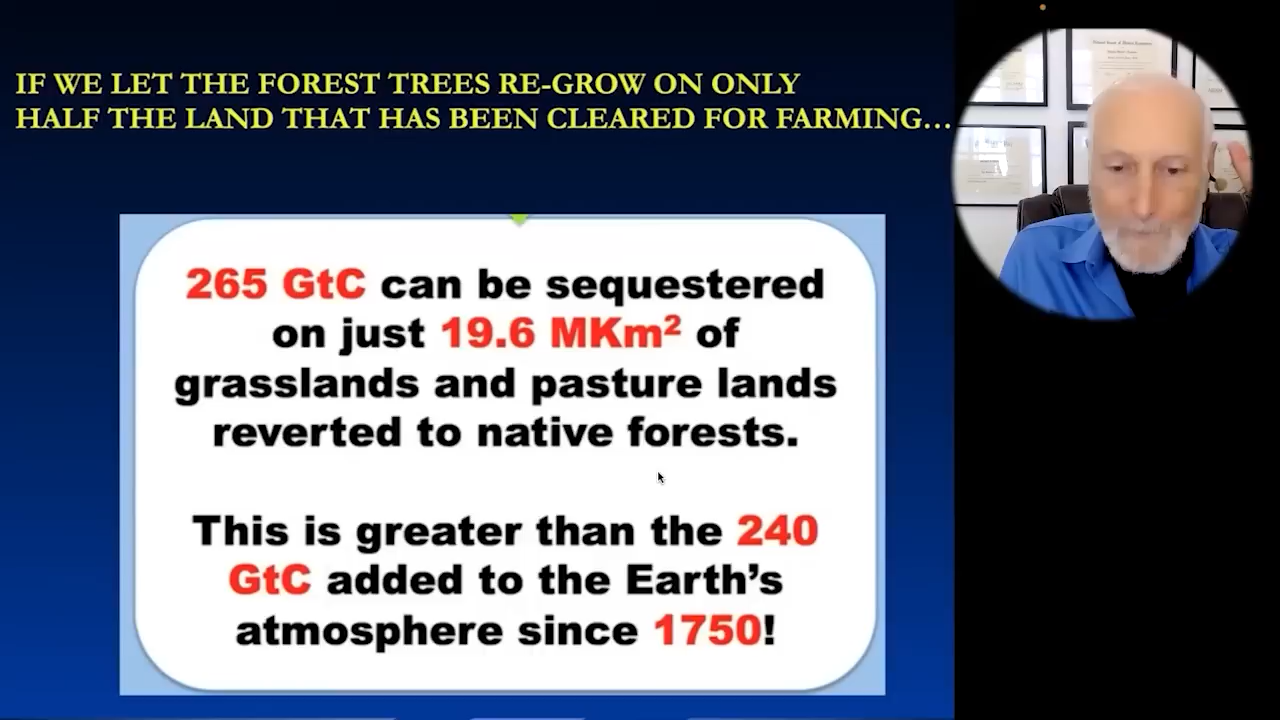 IF WE LET THE FOREST TREES RE-GROW ON ONLY
HALF THE LAND THAT HAS BEEN CLEARED FOR FARMING...
265 GtC can be sequestered
on just 19.6 MKm² of
grasslands and pasture lands
reverted to native forests.
This is greater than the 240
GtC added to the Earth's
atmosphere since 1750!